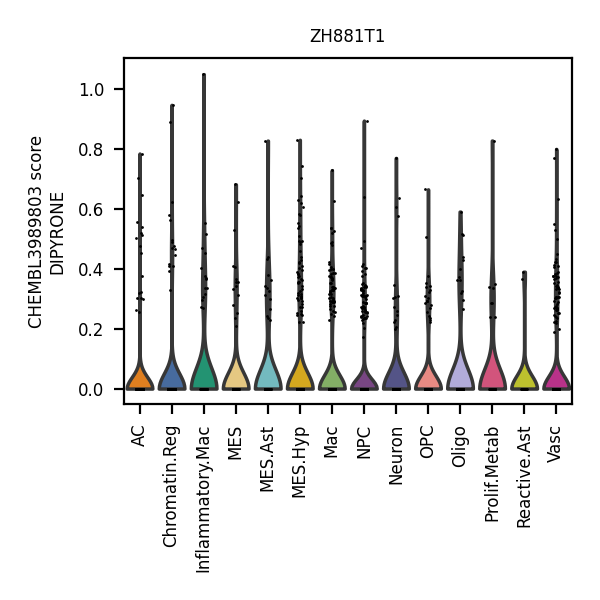 ZH881T1
CHEMBL3989803 score
DIPYRONE
1.0
0.8
0.6
0.4
0.2
0.0
AC
Chromatin.Reg
Inflammatory.Mac
MES
MES.Ast
MES.Hyp
Mac
NPC
Neuron
OPC
Oligo
Prolif.Metab
Reactive.Ast
Vasc